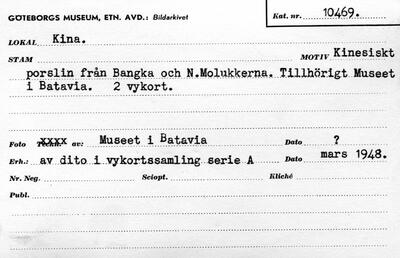 GÖTEBORGS MUSEUM, ETN. AVD.: Bildarkivet
Kat. nr. 10469.
LOKAL Kina.
STAM MOTIV Kinesiskt
porslin från Bangka och N.Molukkerna. Tillhörigt Museet
i Batavia. 2 vykort.
Foto xxxx av: Museet i Batavia Dato ?
Erh.: av dito i vykortssamling serie A Dato mars 1948.
Nr. Neg. Sciopt. Kliché
Publ.